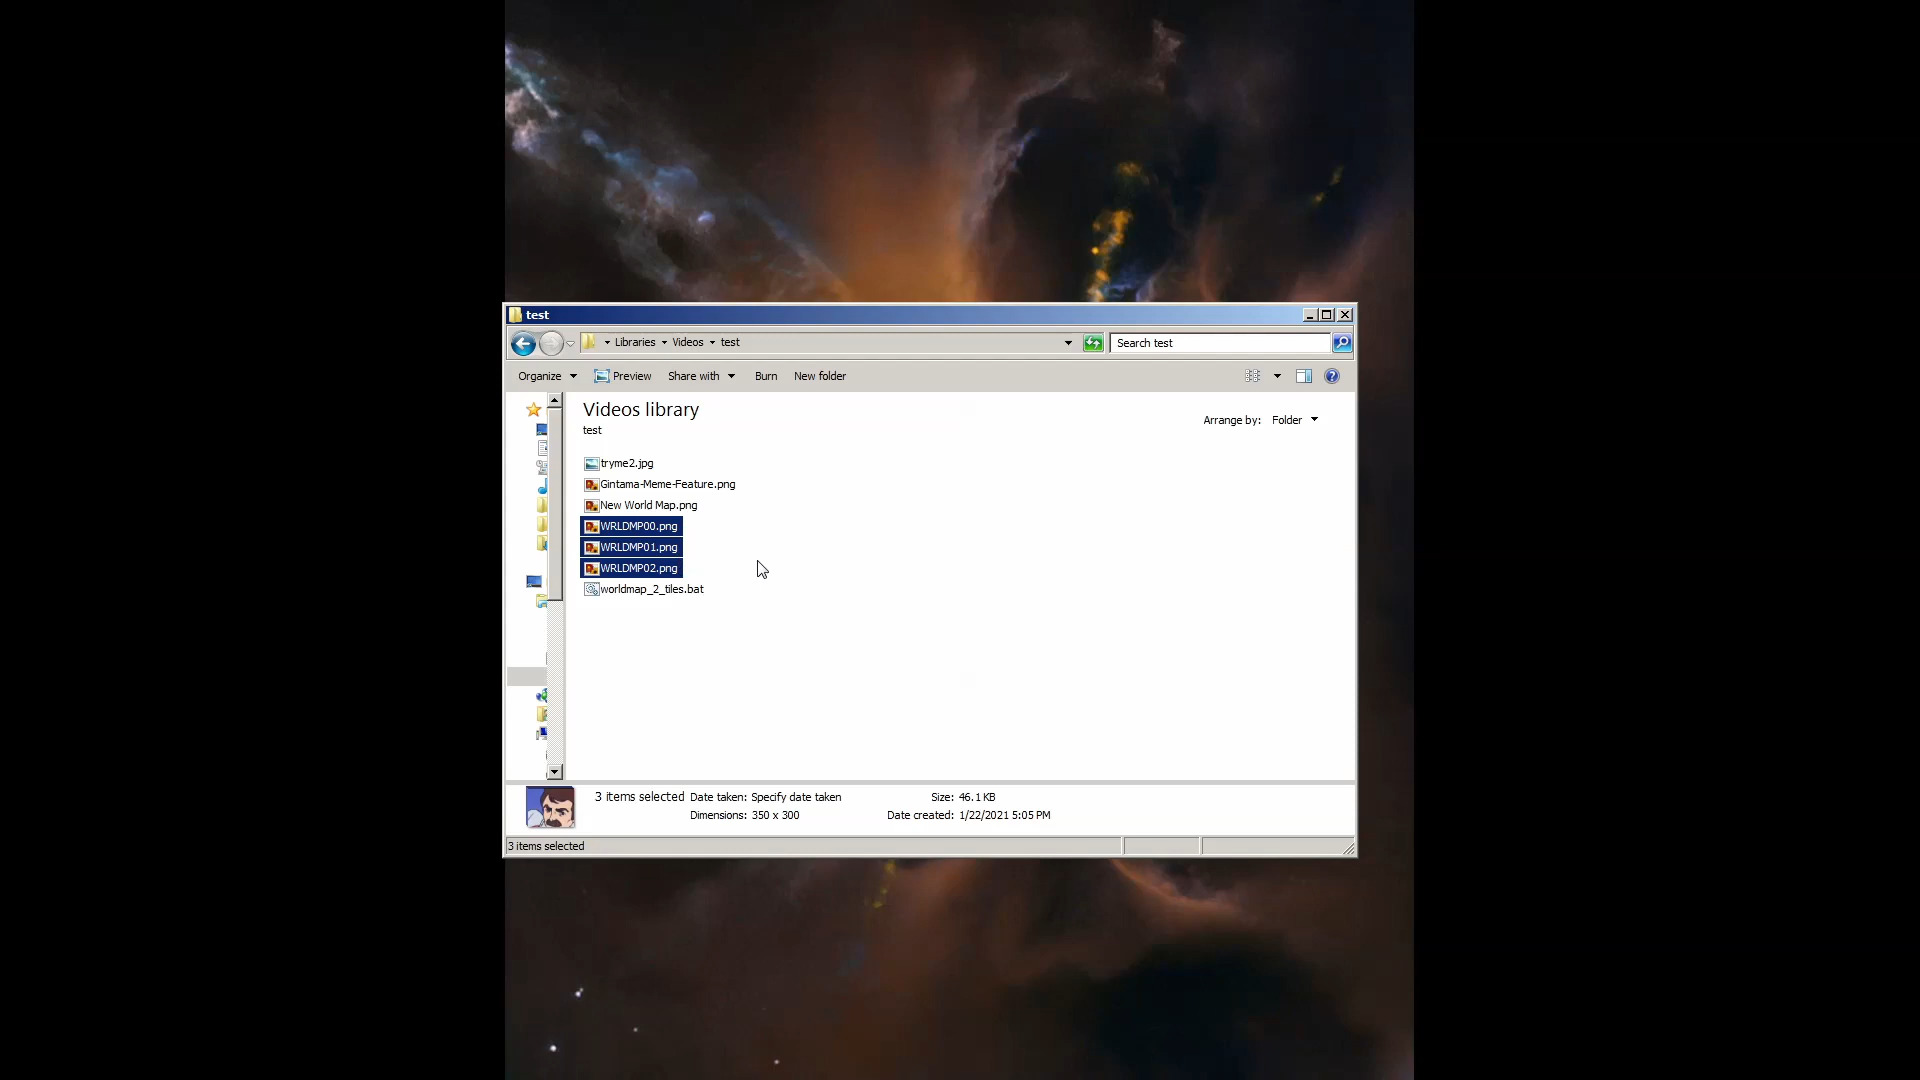 test
Libraries Videos test
Search test
Organize Preview Share with Burn New folder
Videos library
test
Arrange by: Folder
tryme2.jpg
Gintama-Meme-Feature.png
New World Map.png
WRLDMP00.png
WRLDMP01.png
WRLDMP02.png
worldmap_2_tiles.bat
3 items selected Date taken: Specify date taken Size: 46.1 KB
Dimensions: 350 x 300 Date created: 1/22/2021 5:05 PM
3 items selected